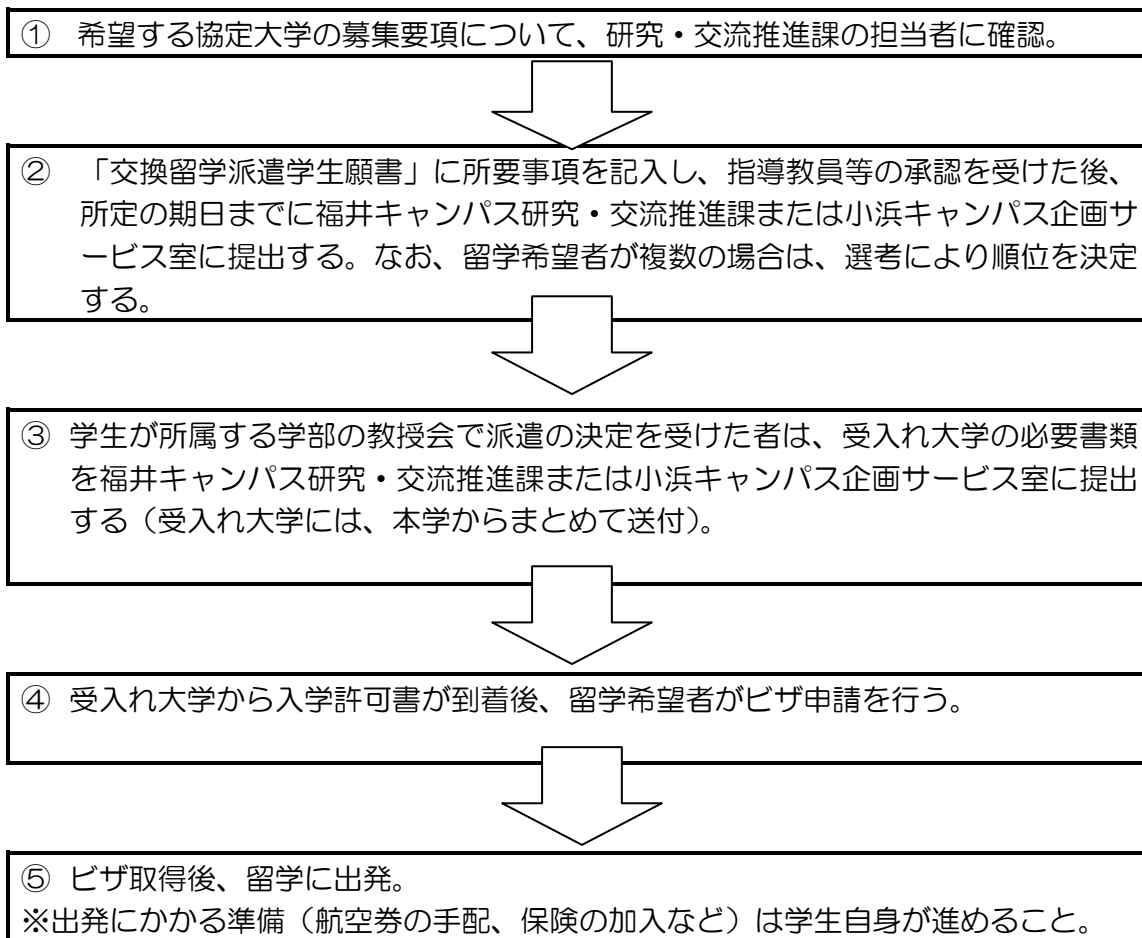 ① 希望する協定大学の募集要項について、研究・交流推進課の担当者に確認。
② 「交換留学派遣学生願書」に所要事項を記入し、指導教員等の承認を受けた後、
所定の期日までに福井キャンパス研究・交流推進課または小浜キャンパス企画サ
ービス室に提出する。なお、留学希望者が複数の場合は、選考により順位を決定
する。
③ 学生が所属する学部の教授会で派遣の決定を受けた者は、受入れ大学の必要書類
を福井キャンパス研究・交流推進課または小浜キャンパス企画サービス室に提出
する（受入れ大学には、本学からまとめて送付）。
④ 受入れ大学から入学許可書が到着後、留学希望者がビザ申請を行う。
⑤ ビザ取得後、留学に出発。
※出発にかかる準備（航空券の手配、保険の加入など）は学生自身が進めること。